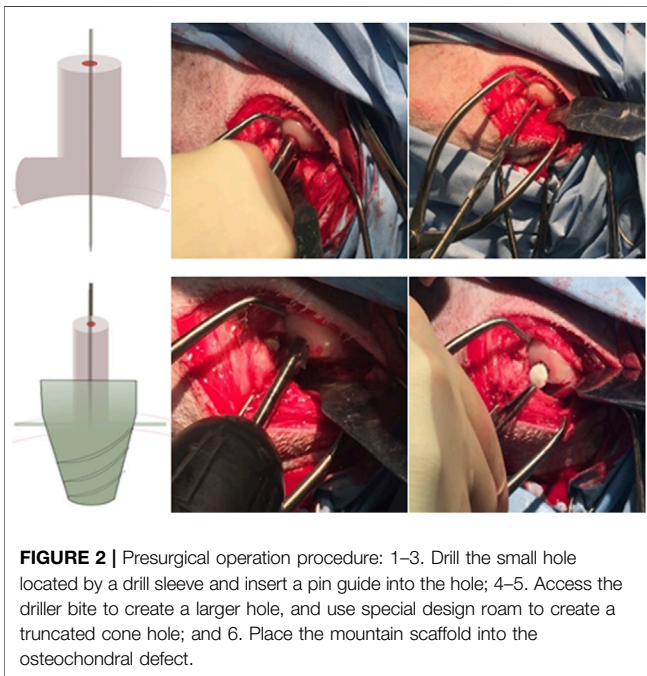 FIGURE 2 | Presurgical operation procedure: 1–3. Drill the small hole
located by a drill sleeve and insert a pin guide into the hole; 4–5. Access the
driller bite to create a larger hole, and use special design roam to create a
truncated cone hole; and 6. Place the mountain scaffold into the
osteochondral defect.